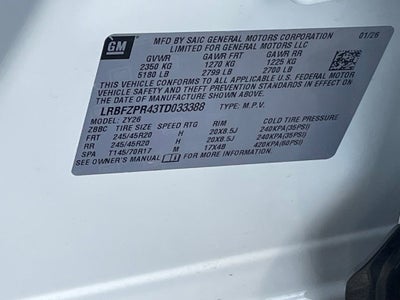 GM
MFD BY SAIC GENERAL MOTORS CORPORATION 01/26
LIMITED FOR GENERAL MOTORS LLC
GVWR GAWR FRT GAWR RR
2350 KG 1270 KG 1225 KG
5180 LB 2799 LB 2700 LB
THIS VEHICLE CONFORMS TO ALL APPLICABLE U.S. FEDERAL MOTOR
VEHICLE SAFETY, BUMPER, AND THEFT PREVENTION STANDARDS IN EFFECT ON
THE DATE OF MANUFACTURE SHOWN ABOVE.
LRBFZPR43TD033388 TYPE: M.P.V.
MODEL: ZY26
ZBBC TIRE SIZE SPEED RTG RIM COLD TIRE PRESSURE
FRT 245/45R20 H 20X8.5J 240KPA(35PSI)
RR 245/45R20 H 20X8.5J 240KPA(35PSI)
SPA T145/70R17 M 17X4B 420KPA(60PSI)
SEE OWNER'S MANUAL FOR MORE INFORMATION